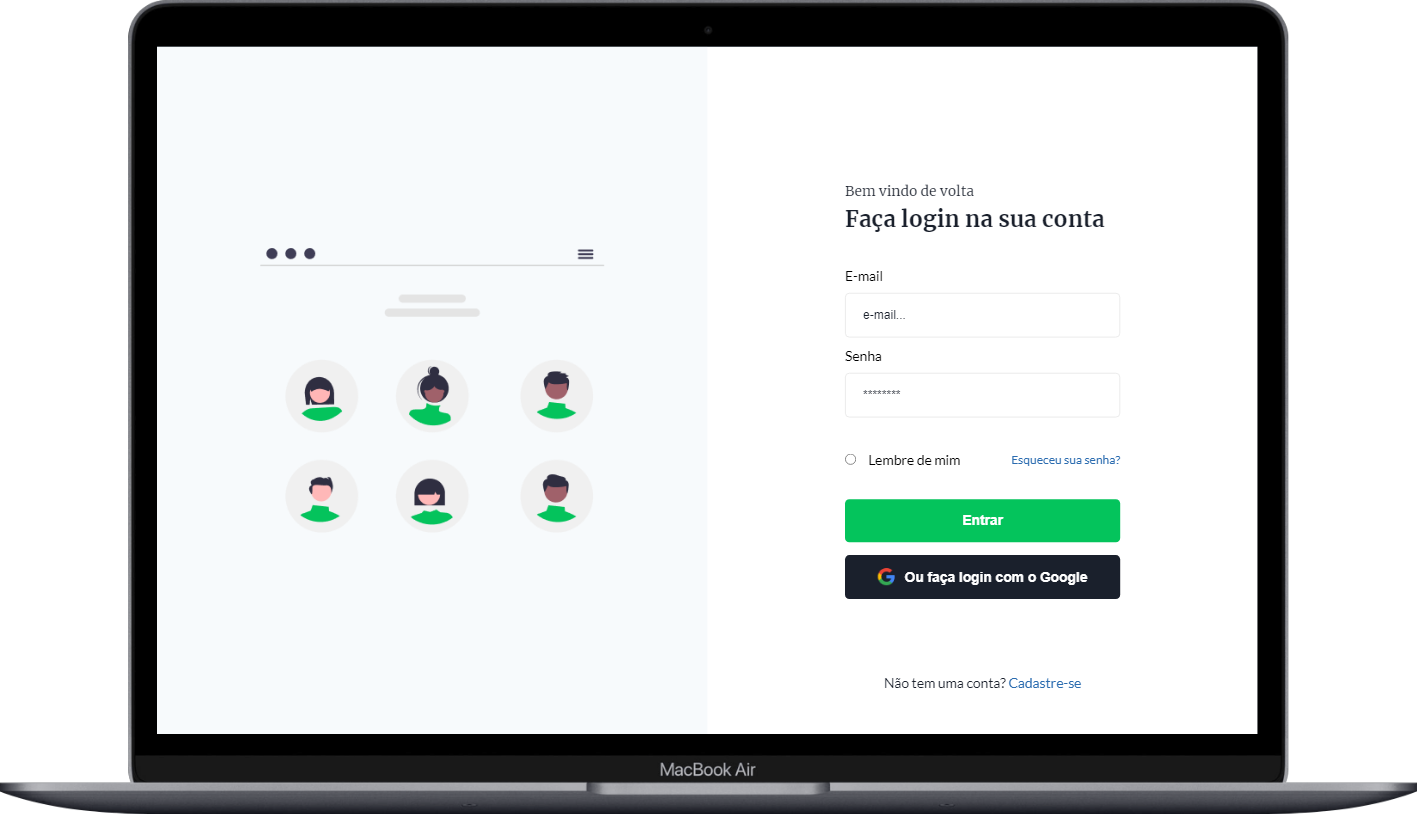 Bem vindo de volta
Faça login na sua conta
E-mail
e-mail...
Senha
********
Lembre de mim
Esqueceu sua senha?
Entrar
Ou faça login com o Google
Não tem uma conta? Cadastre-se
MacBook Air